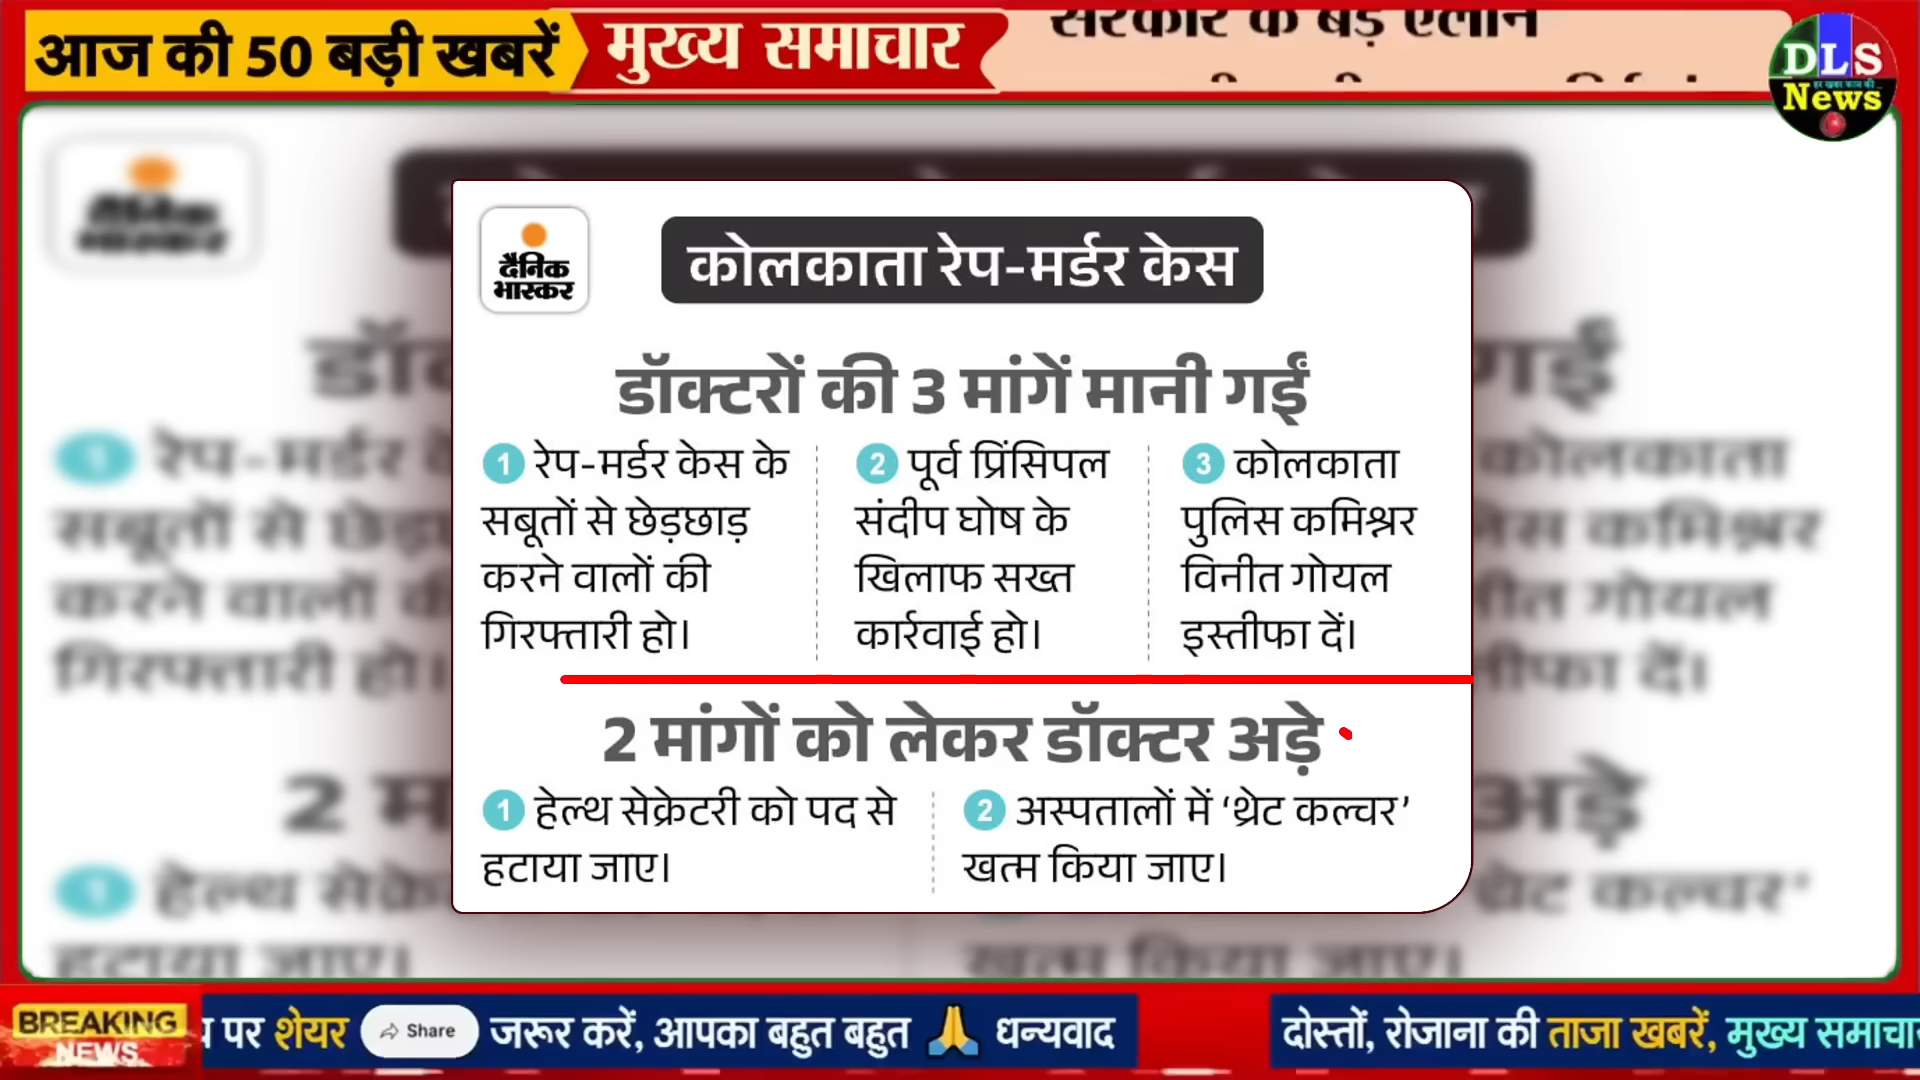 आज की 50 बड़ी खबरें
मुख्य समाचार
सरकार के बड़े एलान
DLS
News
दैनिक
भास्कर
कोलकाता रेप-मर्डर केस
डॉक्टरों की 3 मांगें मानी गईं
1 रेप-मर्डर केस के
सबूतों से छेड़छाड़
करने वालों की
गिरफ्तारी हो।
2 पूर्व प्रिंसिपल
संदीप घोष के
खिलाफ सख्त
कार्रवाई हो।
3 कोलकाता
पुलिस कमिश्नर
विनीत गोयल
इस्तीफा दें।
2 मांगों को लेकर डॉक्टर अड़े
1 हेल्थ सेक्रेटरी को पद से
हटाया जाए।
2 अस्पतालों में ‘थ्रेट कल्चर’
खत्म किया जाए।
BREAKING
NEWS
पर शेयर Share जरूर करें, आपका बहुत बहुत 🙏 धन्यवाद
दोस्तों, रोजाना की ताजा खबरें, मुख्य समाचार